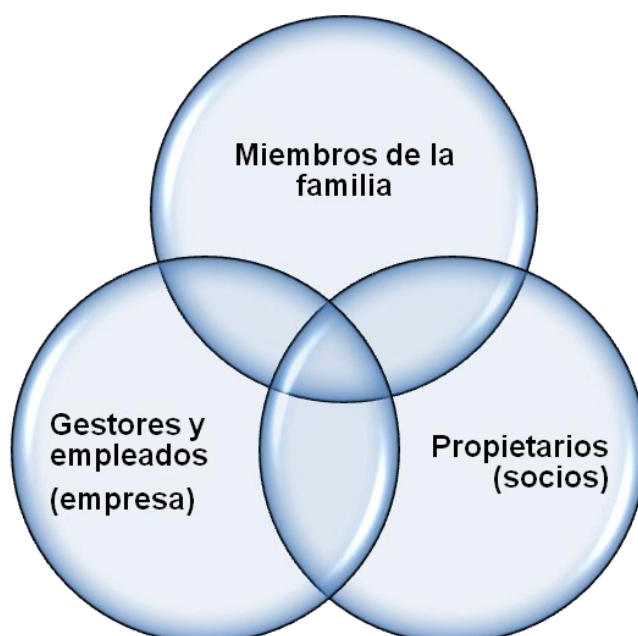 Miembros de la
familia
Gestores y
empleados
(empresa)
Propietarios
(socios)